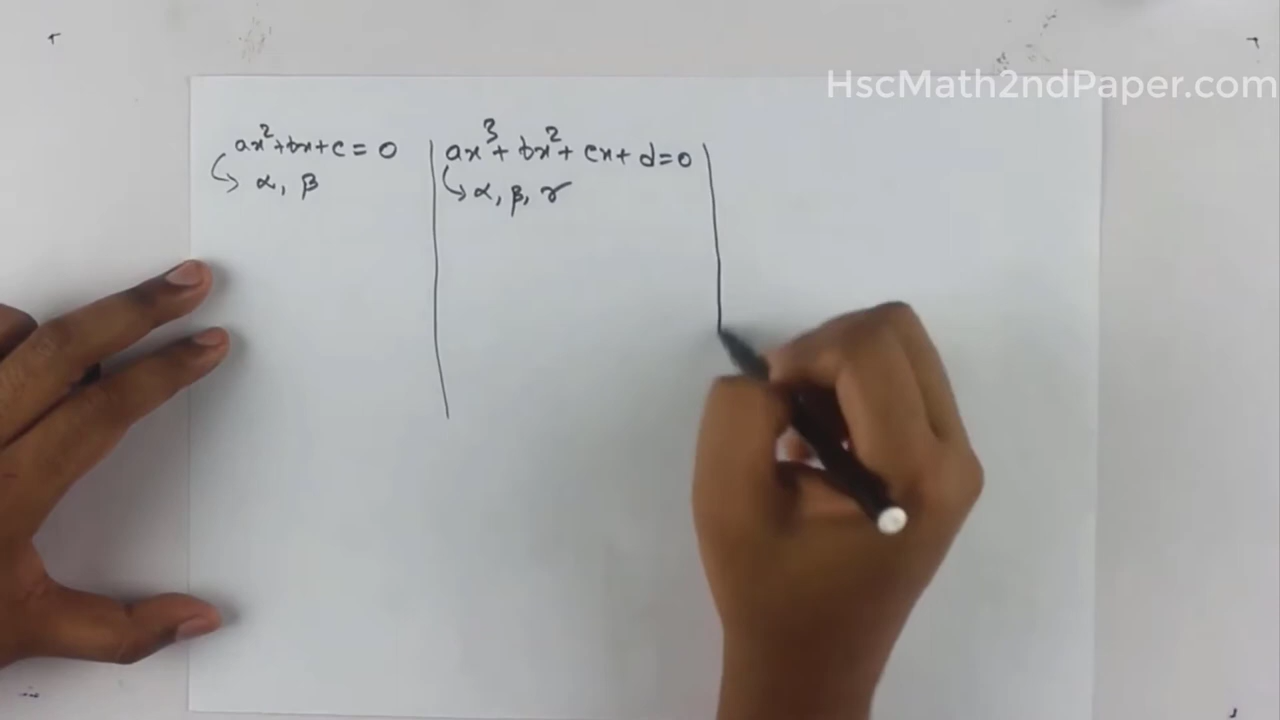 HscMath2ndPaper.com
ax² + bx + c = 0
α, β
ax³ + bx² + cx + d = 0
α, β, γ